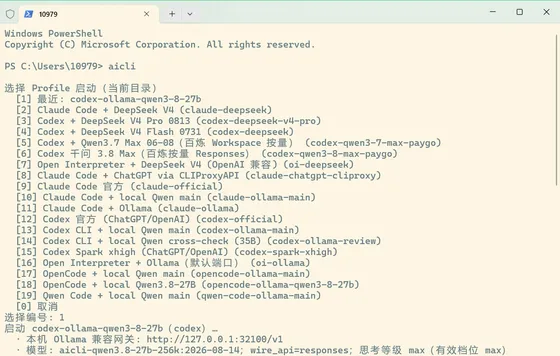 10979
Windows PowerShell
Copyright (C) Microsoft Corporation. All rights reserved.
PS C:\Users\10979> aicli
选择 Profile 启动 (当前目录)
[1] 最近: codex-ollama-qwen3-8-27b
[2] Claude Code + DeepSeek V4 (claude-deepseek)
[3] Codex + DeepSeek V4 Pro 0813 (codex-deepseek-v4-pro)
[4] Codex + DeepSeek V4 Flash 0731 (codex-deepseek)
[5] Codex + Qwen3.7 Max 06-08 (百炼 Workspace 按量) (codex-qwen3-7-max-paygo)
[6] Codex 千问 3.8 Max (百炼按量 Responses) (codex-qwen3-8-max-paygo)
[7] Open Interpreter + DeepSeek V4 (OpenAI 兼容) (oi-deepseek)
[8] Claude Code + ChatGPT via CLIProxyAPI (claude-chatgpt-cliproxy)
[9] Claude Code 官方 (claude-official)
[10] Claude Code + local Qwen main (claude-ollama-main)
[11] Claude Code + Ollama (claude-ollama)
[12] Codex 官方 (ChatGPT/OpenAI) (codex-official)
[13] Codex CLI + local Qwen main (codex-ollama-main)
[14] Codex CLI + local Qwen cross-check (35B) (codex-ollama-review)
[15] Codex Spark xhigh (ChatGPT/OpenAI) (codex-spark-xhigh)
[16] Open Interpreter + Ollama (默认端口) (oi-ollama)
[17] OpenCode + local Qwen main (opencode-ollama-main)
[18] OpenCode + local Qwen3.8-27B (opencode-ollama-qwen3-8-27b)
[19] Qwen Code + local Qwen main (qwen-code-ollama-main)
[0] 取消
选择编号: 1
启动 codex-ollama-qwen3-8-27b (codex) …
· 本机 Ollama 兼容网关: http://127.0.0.1:32100/v1
· 模型: aicli-qwen3.8-27b-256k:2026-08-14; wire_api=responses; 思考等级 max (有效档位 max)